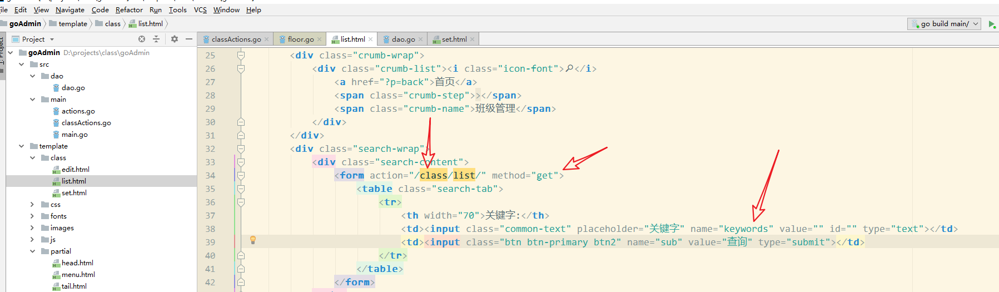 File Edit View Navigate Code Refactor Run Tools VCS Window Help
goAdmin template class list.html go build main/
Project classActions.go floor.go list.html dao.go set.html
1: Project
goAdmin D:\projects\class\goAdmin
src
dao
dao.go
main
actions.go
classActions.go
main.go
template
class
edit.html
list.html
set.html
css
fonts
images
js
partial
head.html
menu.html
tail.html
25 <div class="crumb-wrap">
26 <div class="crumb-list"><i class="icon-font"></i>
27 <a href="?p=back">首页</a>
28 <span class="crumb-step">></span>
29 <span class="crumb-name">班级管理</span>
30 </div>
31 </div>
32 <div class="search-wrap">
33 <div class="search-content">
34 <form action="/class/list/" method="get">
35 <table class="search-tab">
36 <tr>
37 <th width="70">关键字:</th>
38 <td><input class="common-text" placeholder="关键字" name="keywords" value="" id="" type="text"></td>
39 <td><input class="btn btn-primary btn2" name="sub" value="查询" type="submit"></td>
40 </tr>
41 </table>
42 </form>